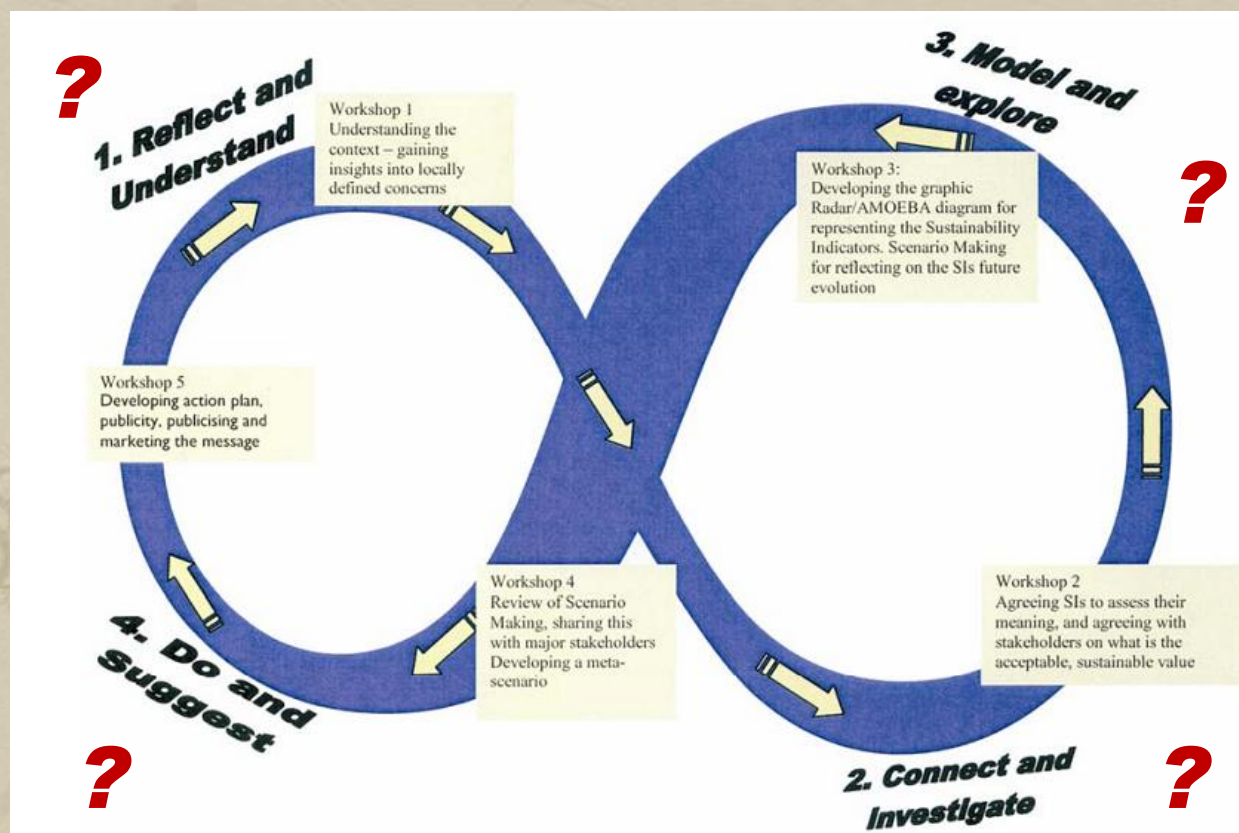 ?
1. Reflect and
Understand
Workshop 1
Understanding the
context – gaining
insights into locally
defined concerns
3. Model and
explore
?
Workshop 3:
Developing the graphic
Radar/AMOEBA diagram for
representing the Sustainability
Indicators. Scenario Making
for reflecting on the SIs future
evolution
Workshop 5
Developing action plan,
publicity, publicising and
marketing the message
Workshop 4
Review of Scenario
Making, sharing this
with major stakeholders
Developing a meta-
scenario
Workshop 2
Agreeing SIs to assess their
meaning, and agreeing with
stakeholders on what is the
acceptable, sustainable value
4. Do and
Suggest
?
2. Connect and
investigate
?